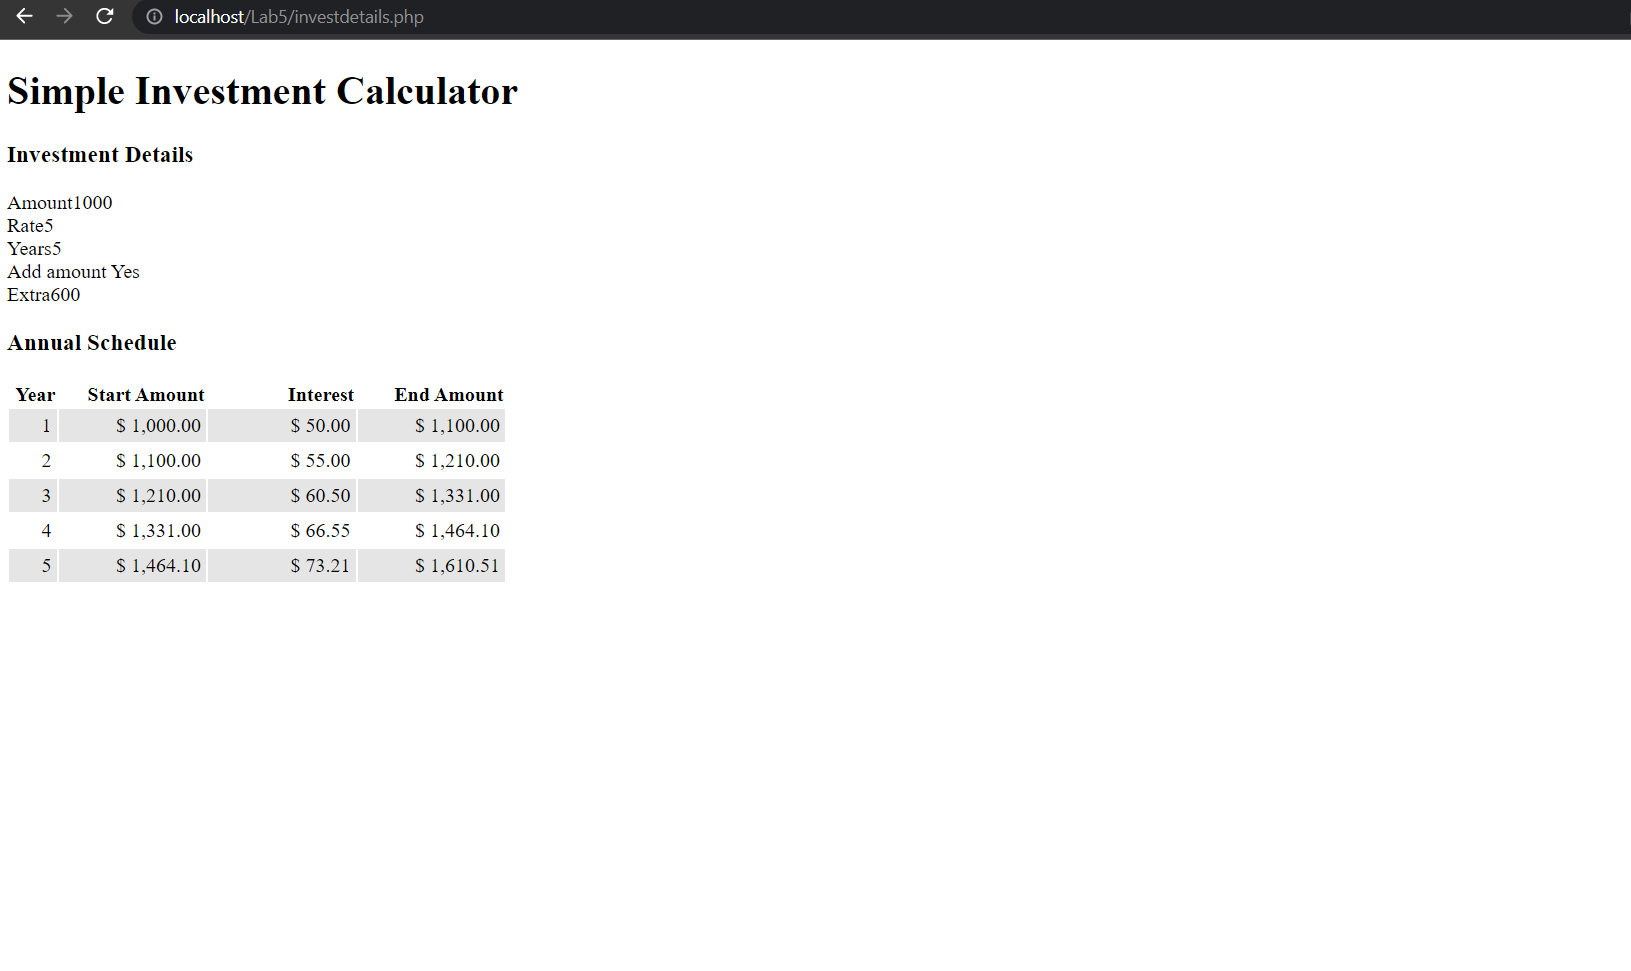 localhost/Lab5/investdetails.php
Simple Investment Calculator
Investment Details
Amount1000
Rate5
Years5
Add amount Yes
Extra600
Annual Schedule
Year Start Amount Interest End Amount
1 $ 1,000.00 $ 50.00 $ 1,100.00
2 $ 1,100.00 $ 55.00 $ 1,210.00
3 $ 1,210.00 $ 60.50 $ 1,331.00
4 $ 1,331.00 $ 66.55 $ 1,464.10
5 $ 1,464.10 $ 73.21 $ 1,610.51